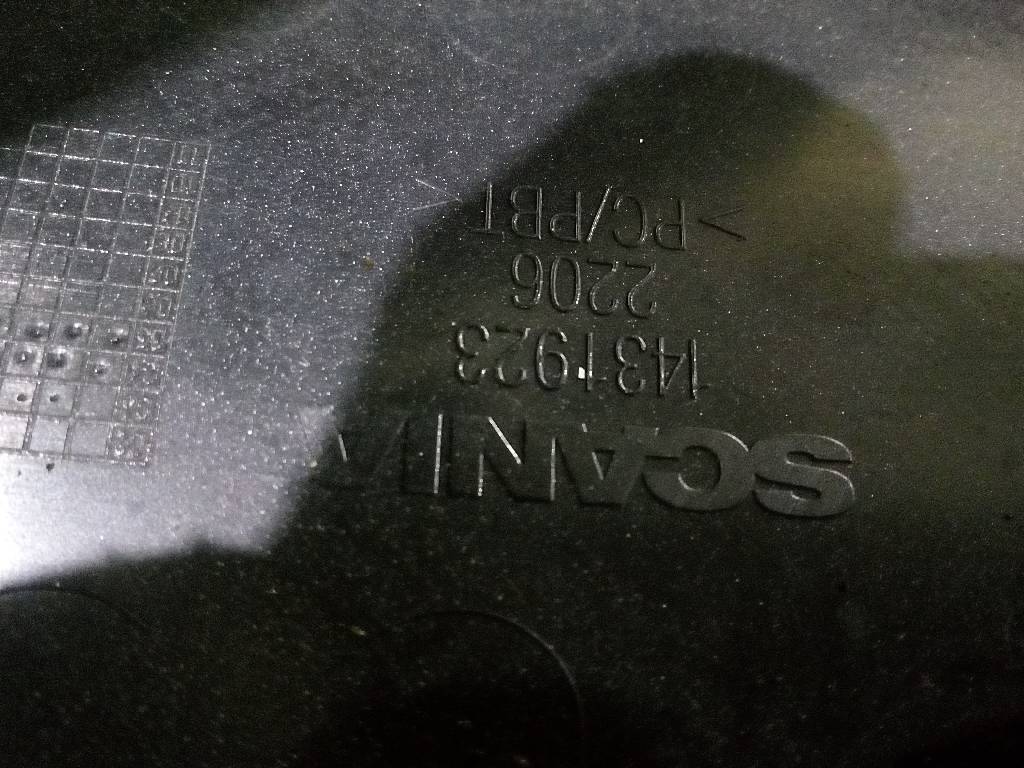 SCANIA
1431923
2206
>PC/PBT